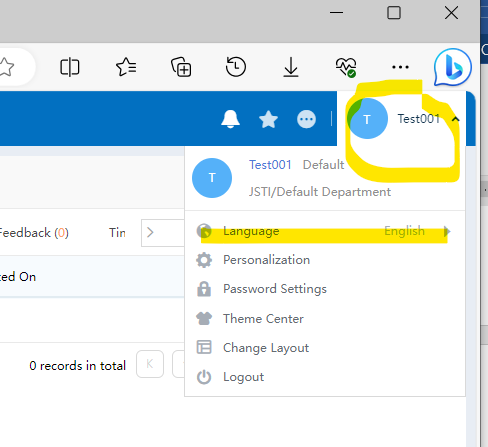 T Test001
T Test001 Default
JSTI/Default Department
Feedback (0) Tin
Language English
ted On
Personalization
Password Settings
Theme Center
Change Layout
0 records in total
Logout